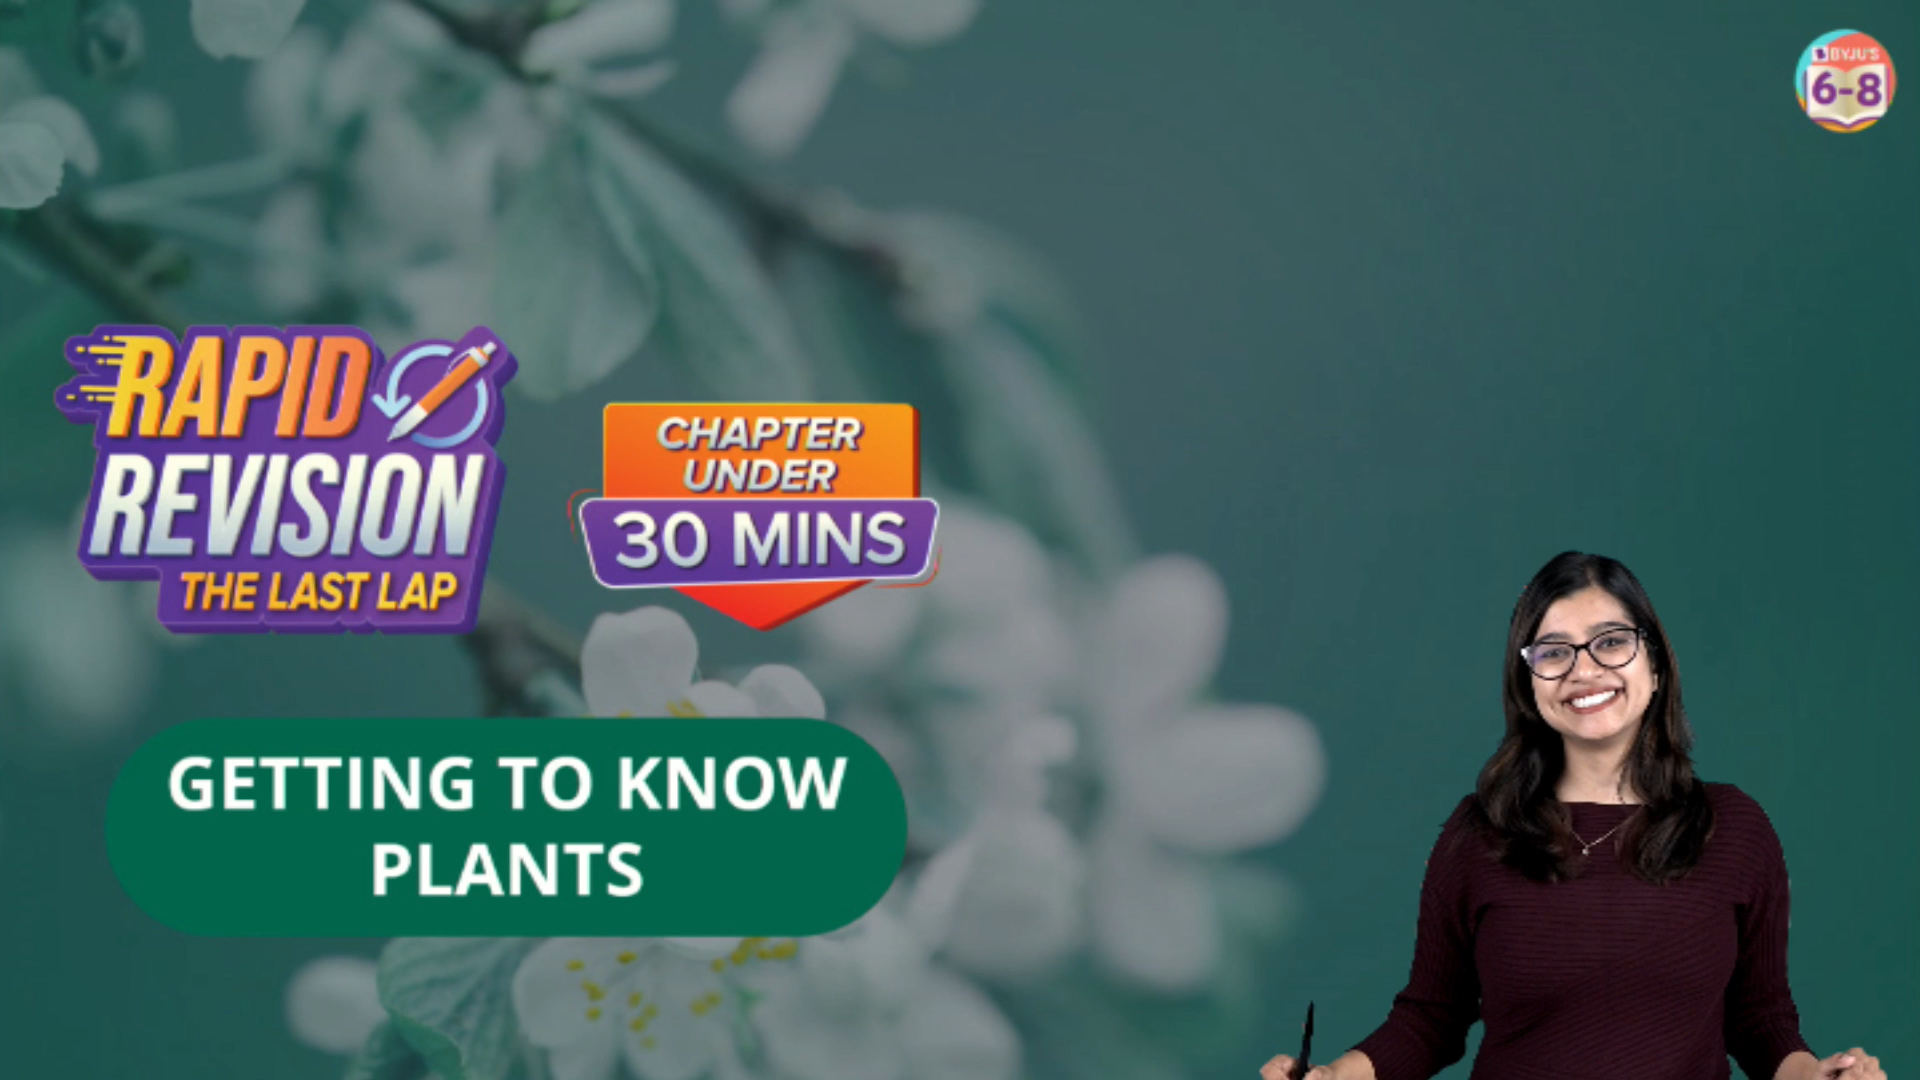 BYJU'S
6-8
RAPID
REVISION
THE LAST LAP
CHAPTER
UNDER
30 MINS
GETTING TO KNOW
PLANTS